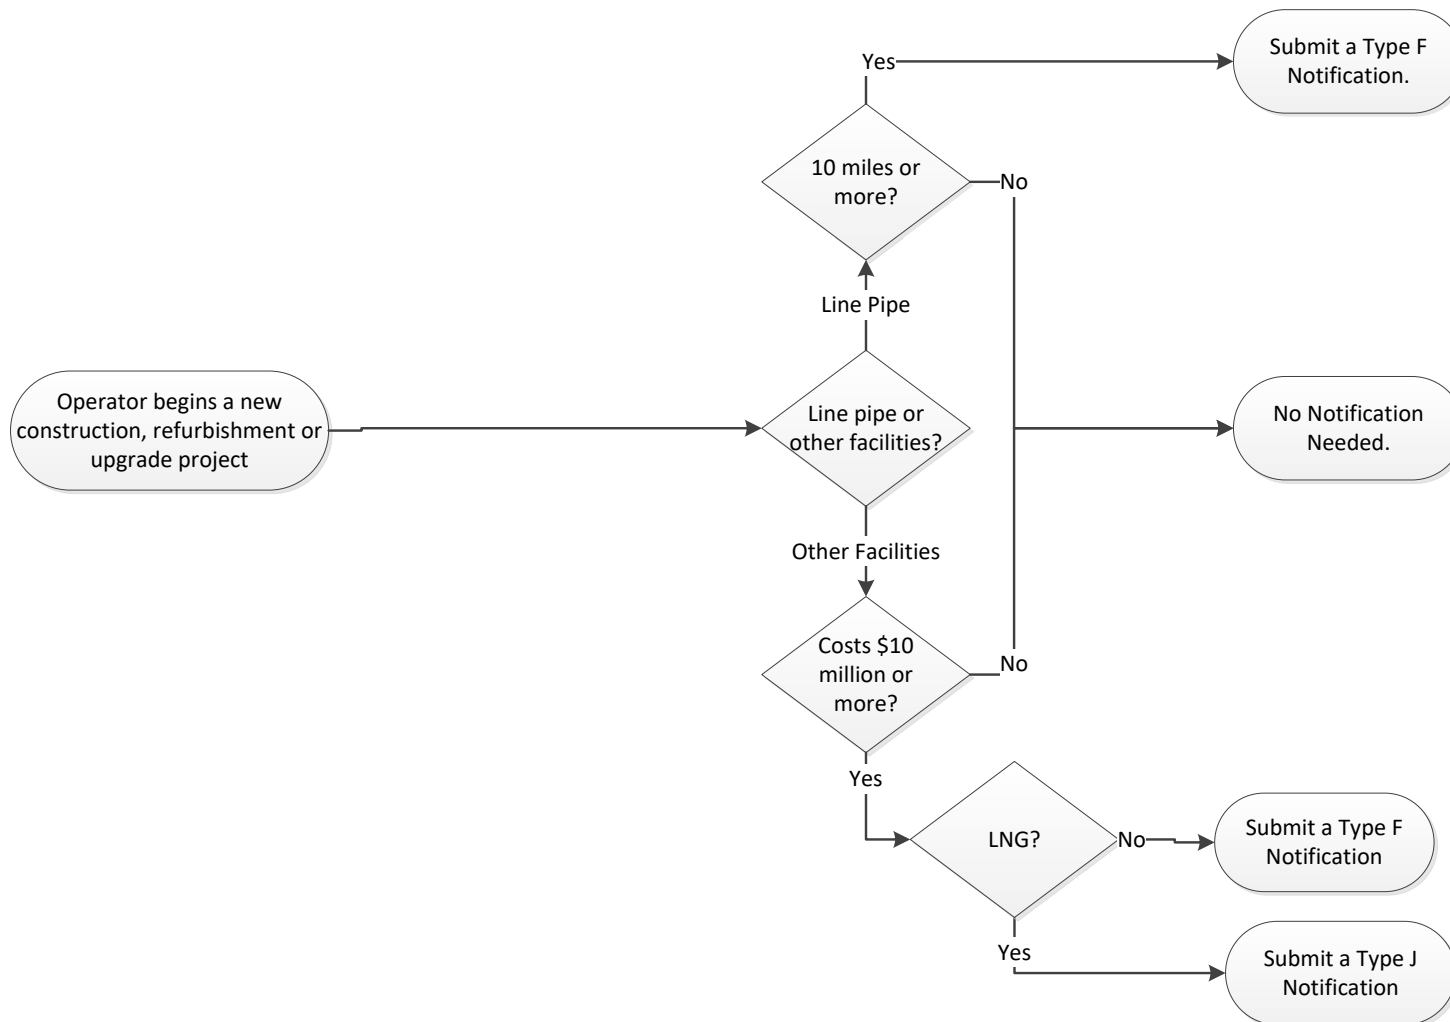 Yes
Submit a Type F
Notification.
10 miles or
more?
No
Line Pipe
Operator begins a new
construction, refurbishment or
upgrade project
Line pipe or
other facilities?
No Notification
Needed.
Other Facilities
Costs $10
million or
more?
No
Yes
LNG?
No
Submit a Type F
Notification
Yes
Submit a Type J
Notification